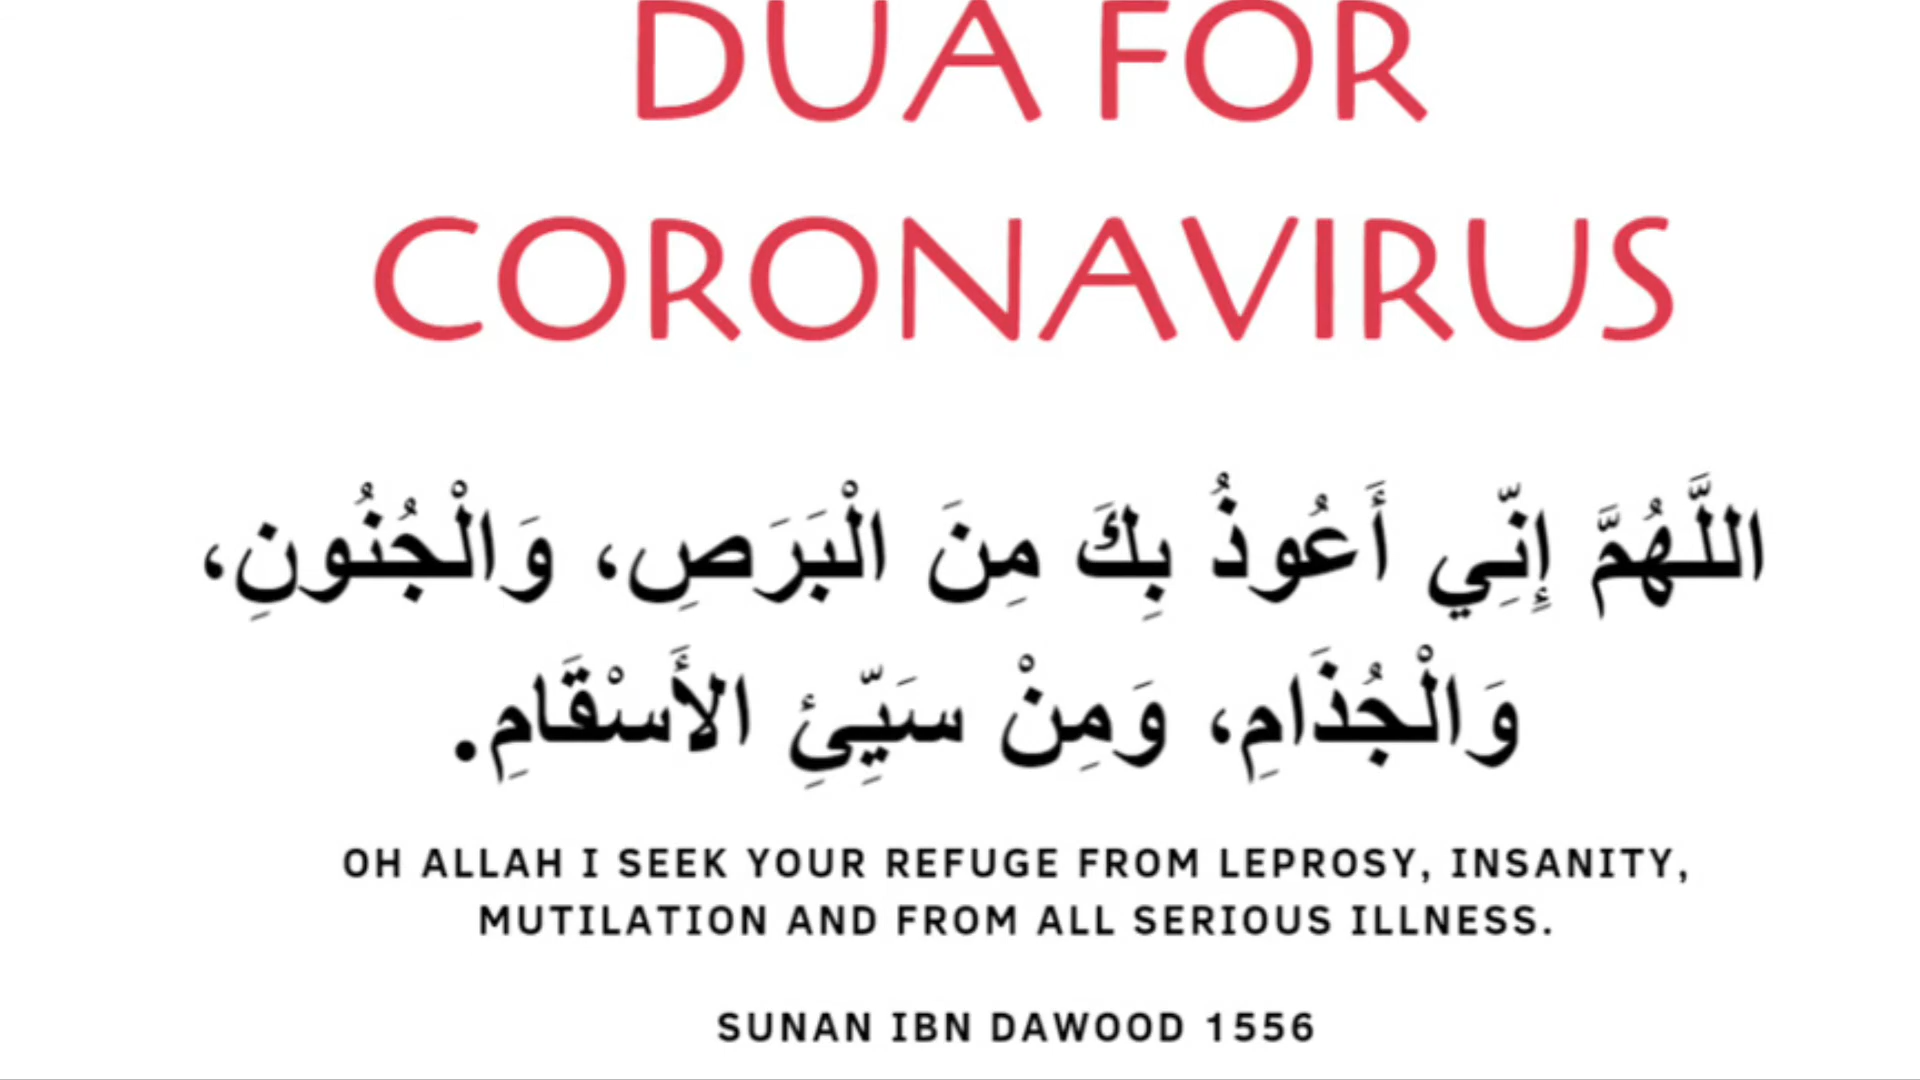 DUA FOR
CORONAVIRUS
اللَّهُمَّ إِنِّي أَعُوذُ بِكَ مِنَ الْبَرَصِ، وَالْجُنُونِ،
وَالْجُذَامِ، وَمِنْ سَيِّئِ الأَسْقَامِ.
OH ALLAH I SEEK YOUR REFUGE FROM LEPROSY, INSANITY,
MUTILATION AND FROM ALL SERIOUS ILLNESS.
SUNAN IBN DAWOOD 1556